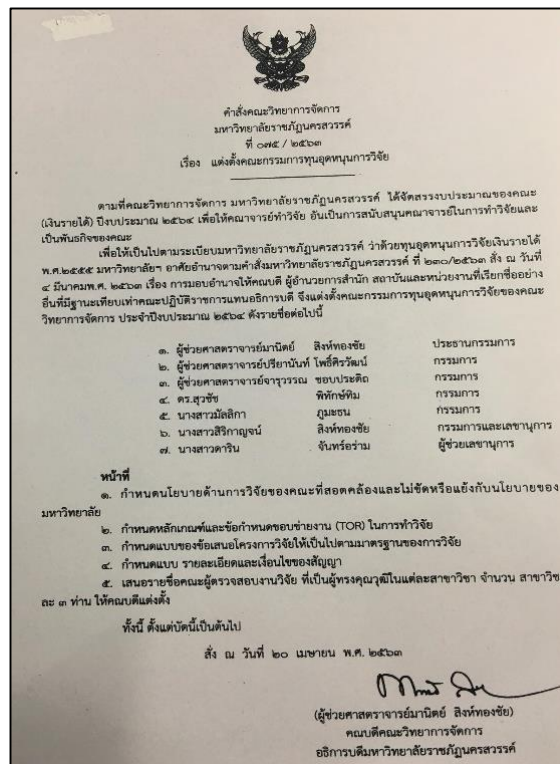 คำสั่งคณะวิทยาการจัดการ
มหาวิทยาลัยราชภัฏนครสวรรค์
ที่ ๐๗๕ / ๒๕๖๓
เรื่อง แต่งตั้งคณะกรรมการทุนอุดหนุนการวิจัย
ตามที่คณะวิทยาการจัดการ มหาวิทยาลัยราชภัฏนครสวรรค์ ได้จัดสรรงบประมาณของคณะ
(เงินรายได้) ปีงบประมาณ ๒๕๖๔ เพื่อให้คณาจารย์ทำวิจัย อันเป็นการสนับสนุนคณาจารย์ในการทำวิจัยและ
เป็นพันธกิจของคณะ
เพื่อให้เป็นไปตามระเบียบมหาวิทยาลัยราชภัฏนครสวรรค์ ว่าด้วยทุนอุดหนุนการวิจัยเงินรายได้
พ.ศ.๒๕๕๕ มหาวิทยาลัยฯ อาศัยอำนาจตามคำสั่งมหาวิทยาลัยราชภัฏนครสวรรค์ ที่ ๒๓๐/๒๕๖๓ สั่ง ณ วันที่
๔ มีนาคมพ.ศ. ๒๕๖๓ เรื่อง การมอบอำนาจให้คณบดี ผู้อำนวยการสำนัก สถาบันและหน่วยงานที่เรียกชื่ออย่าง
อื่นที่มีฐานะเทียบเท่าคณะปฏิบัติราชการแทนอธิการบดี จึงแต่งตั้งคณะกรรมการทุนอุดหนุนการวิจัยของคณะ
วิทยาการจัดการ ประจำปีงบประมาณ ๒๕๖๔ ดังรายชื่อต่อไปนี้
๑. ผู้ช่วยศาสตราจารย์มานิตย์ สิงห์ทองชัย ประธานกรรมการ
๒. ผู้ช่วยศาสตราจารย์ปรียานันท์ โพธิ์ศิรวัฒน์ กรรมการ
๓. ผู้ช่วยศาสตราจารย์จารุวรรณ ชอบประดิถ กรรมการ
๔. ดร.สุวชัช พิทักษ์ทิม กรรมการ
๕. นางสาวมัลลิกา ภูมะธน กรรมการ
๖. นางสาวสิริกาญจน์ สิงห์ทองชัย กรรมการและเลขานุการ
๗. นางสาวดาริน จันทร์อร่าม ผู้ช่วยเลขานุการ
หน้าที่
๑. กำหนดนโยบายด้านการวิจัยของคณะที่สอดคล้องและไม่ขัดหรือแย้งกับนโยบายของ
มหาวิทยาลัย
๒. กำหนดหลักเกณฑ์และข้อกำหนดขอบข่ายงาน (TOR) ในการทำวิจัย
๓. กำหนดแบบของข้อเสนอโครงการวิจัยให้เป็นไปตามมาตรฐานของการวิจัย
๔. กำหนดแบบ รายละเอียดและเงื่อนไขของสัญญา
๕. เสนอรายชื่อคณะผู้ตรวจสอบงานวิจัย ที่เป็นผู้ทรงคุณวุฒิในแต่ละสาขาวิชา จำนวน สาขาวิช
ละ ๓ ท่าน ให้คณบดีแต่งตั้ง
ทั้งนี้ ตั้งแต่บัดนี้เป็นต้นไป
สั่ง ณ วันที่ ๒๐ เมษายน พ.ศ. ๒๕๖๓
(ผู้ช่วยศาสตราจารย์มานิตย์ สิงห์ทองชัย)
คณบดีคณะวิทยาการจัดการ
อธิการบดีมหาวิทยาลัยราชภัฏนครสวรรค์